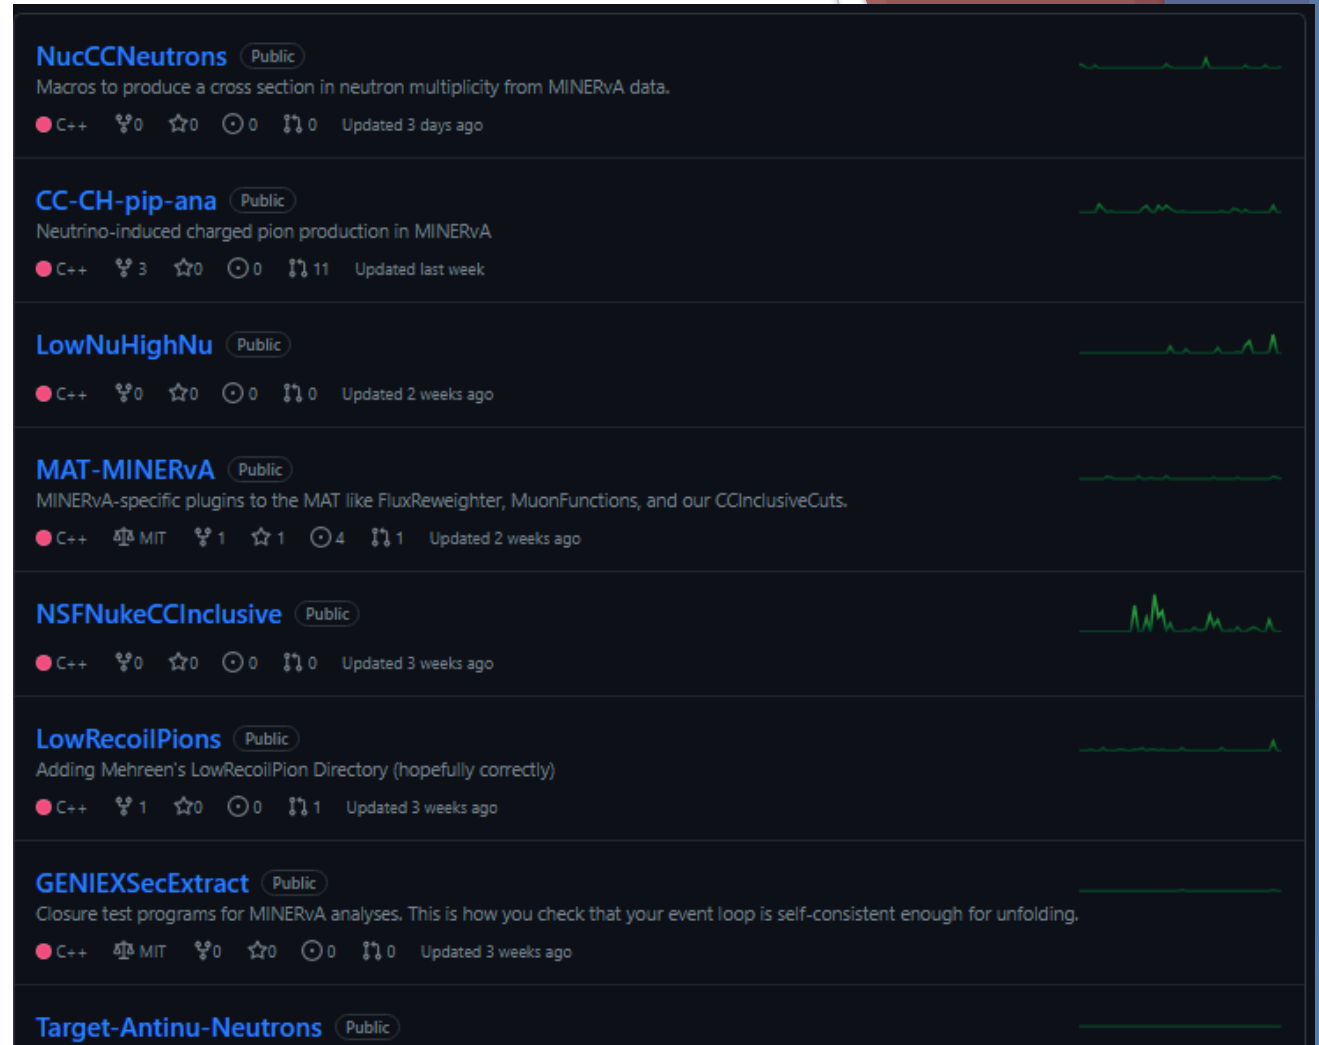 NucCCNeutrons Public
Macros to produce a cross section in neutron multiplicity from MINERvA data.
C++ 0 0 0 0 Updated 3 days ago
CC-CH-pip-ana Public
Neutrino-induced charged pion production in MINERvA
C++ 3 0 0 11 Updated last week
LowNuHighNu Public
C++ 0 0 0 0 Updated 2 weeks ago
MAT-MINERvA Public
MINERvA-specific plugins to the MAT like FluxReweighter, MuonFunctions, and our CCInclusiveCuts.
C++ MIT 1 1 4 1 Updated 2 weeks ago
NSFNukeCCInclusive Public
C++ 0 0 0 0 Updated 3 weeks ago
LowRecoilPions Public
Adding Mehreen's LowRecoilPion Directory (hopefully correctly)
C++ 1 0 0 1 Updated 3 weeks ago
GENIEXSecExtract Public
Closure test programs for MINERvA analyses. This is how you check that your event loop is self-consistent enough for unfolding.
C++ MIT 0 0 0 0 Updated 3 weeks ago
Target-Antinu-Neutrons Public